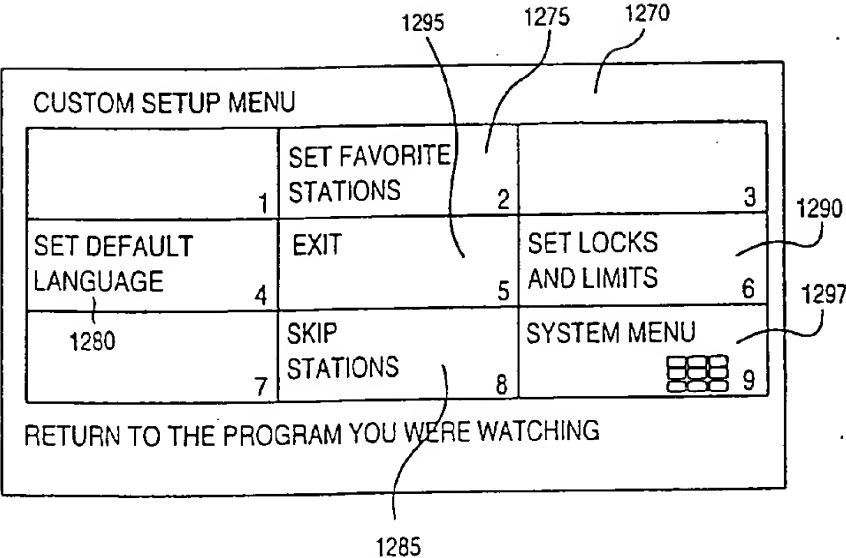 1295
1275
1270
CUSTOM SETUP MENU
1
SET FAVORITE
STATIONS
2
3
SET DEFAULT
LANGUAGE
4
EXIT
5
SET LOCKS
AND LIMITS
6
1290
1280
7
SKIP
STATIONS
8
SYSTEM MENU
9
1297
RETURN TO THE PROGRAM YOU WERE WATCHING
1285